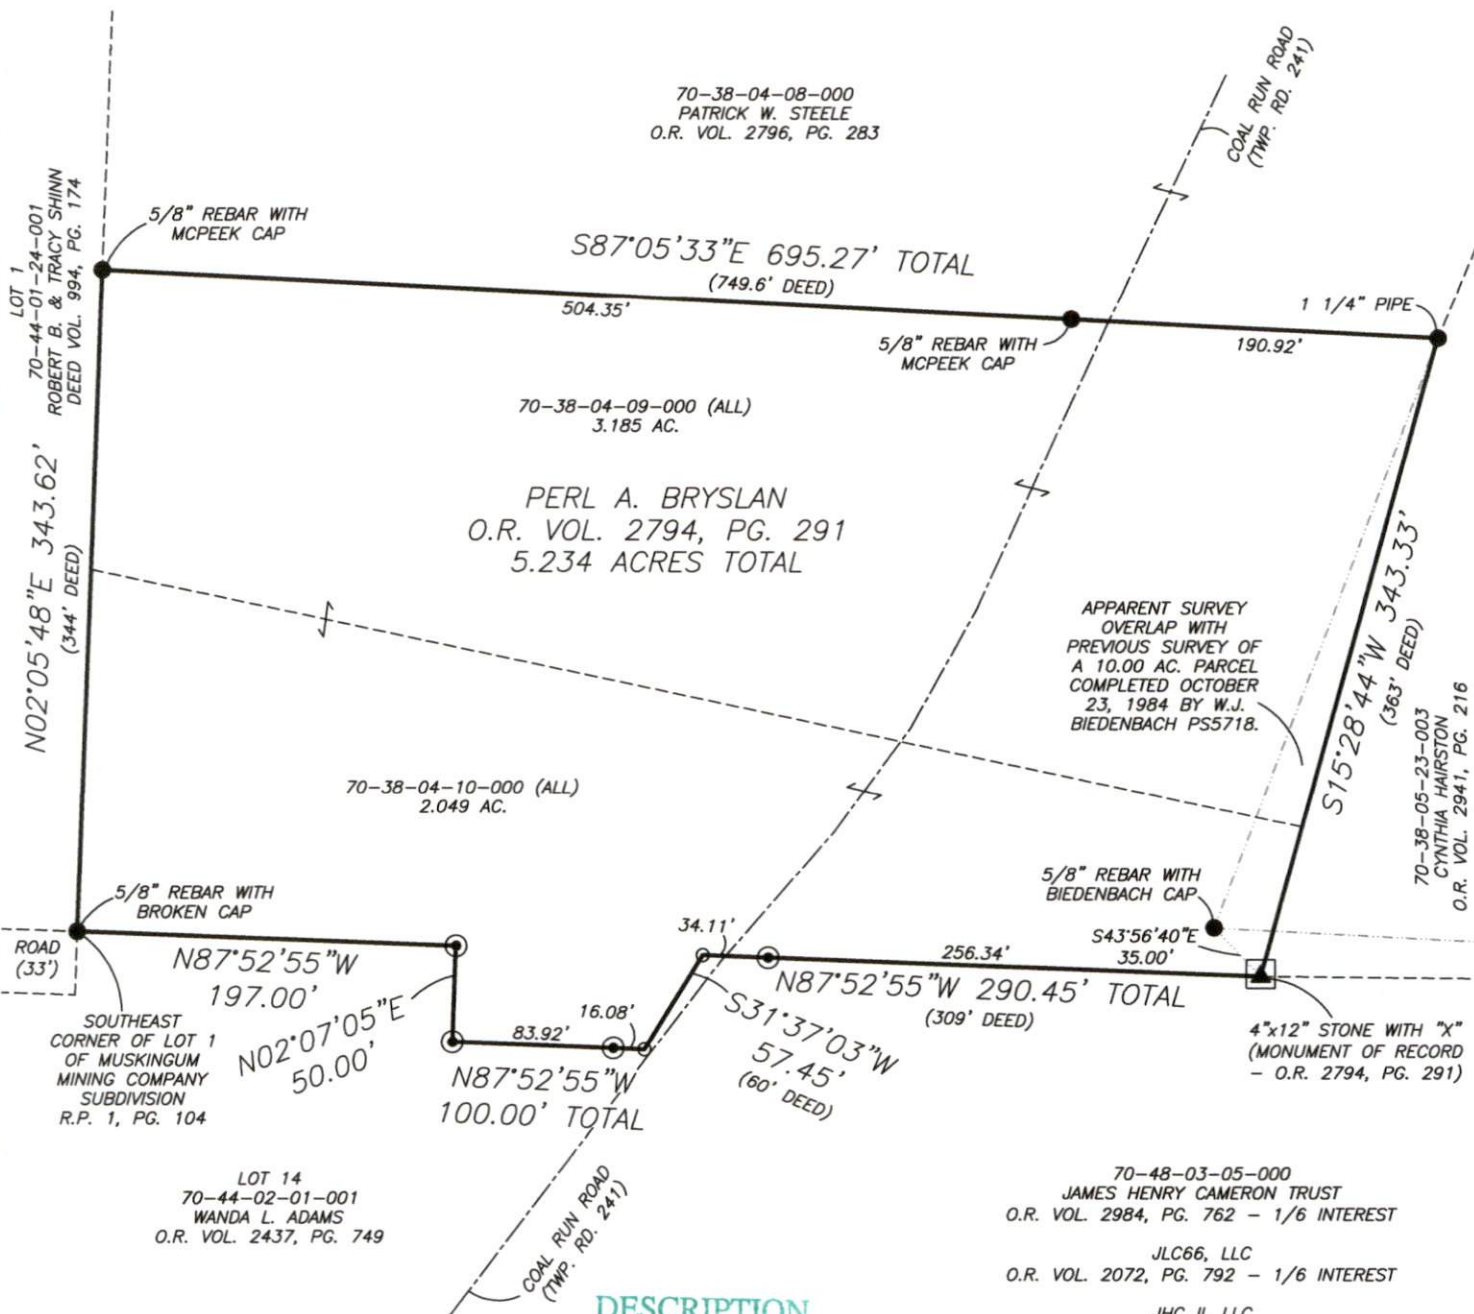 70-38-04-08-000
PATRICK W. STEELE
O.R. VOL. 2796, PG. 283
COAL RUN ROAD
(TWP. RD. 241)
LOT 1
70-44-01-24-001
ROBERT B. & TRACY SHINN
DEED VOL. 994, PG. 174
5/8" REBAR WITH
MCPEEK CAP
S87°05'33"E 695.27' TOTAL
(749.6' DEED)
504.35'
5/8" REBAR WITH
MCPEEK CAP
1 1/4" PIPE
190.92'
70-38-04-09-000 (ALL)
3.185 AC.
PERL A. BRYSLAN
O.R. VOL. 2794, PG. 291
5.234 ACRES TOTAL
N02°05'48"E 343.62'
(344' DEED)
APPARENT SURVEY
OVERLAP WITH
PREVIOUS SURVEY OF
A 10.00 AC. PARCEL
COMPLETED OCTOBER
23, 1984 BY W.J.
BIEDENBACH PS5718.
S15°28'44"W 343.33'
(363' DEED)
70-38-05-23-003
CYNTHIA HAIRSTON
O.R. VOL. 2941, PG. 216
70-38-04-10-000 (ALL)
2.049 AC.
5/8" REBAR WITH
BROKEN CAP
5/8" REBAR WITH
BIEDENBACH CAP
ROAD
(33')
N87°52'55"W
197.00'
34.11'
256.34'
S43°56'40"E
35.00'
N87°52'55"W 290.45' TOTAL
(309' DEED)
SOUTHEAST
CORNER OF LOT 1
OF MUSKINGUM
MINING COMPANY
SUBDIVISION
R.P. 1, PG. 104
N02°07'05"E
50.00'
83.92'
16.08'
N87°52'55"W
100.00' TOTAL
S31°37'03"W
57.45'
(60' DEED)
4"x12" STONE WITH "X"
(MONUMENT OF RECORD
- O.R. 2794, PG. 291)
LOT 14
70-44-02-01-001
WANDA L. ADAMS
O.R. VOL. 2437, PG. 749
COAL RUN ROAD
(TWP. RD. 241)
70-48-03-05-000
JAMES HENRY CAMERON TRUST
O.R. VOL. 2984, PG. 762 - 1/6 INTEREST
JLC66, LLC
O.R. VOL. 2072, PG. 792 - 1/6 INTEREST
DESCRIPTION